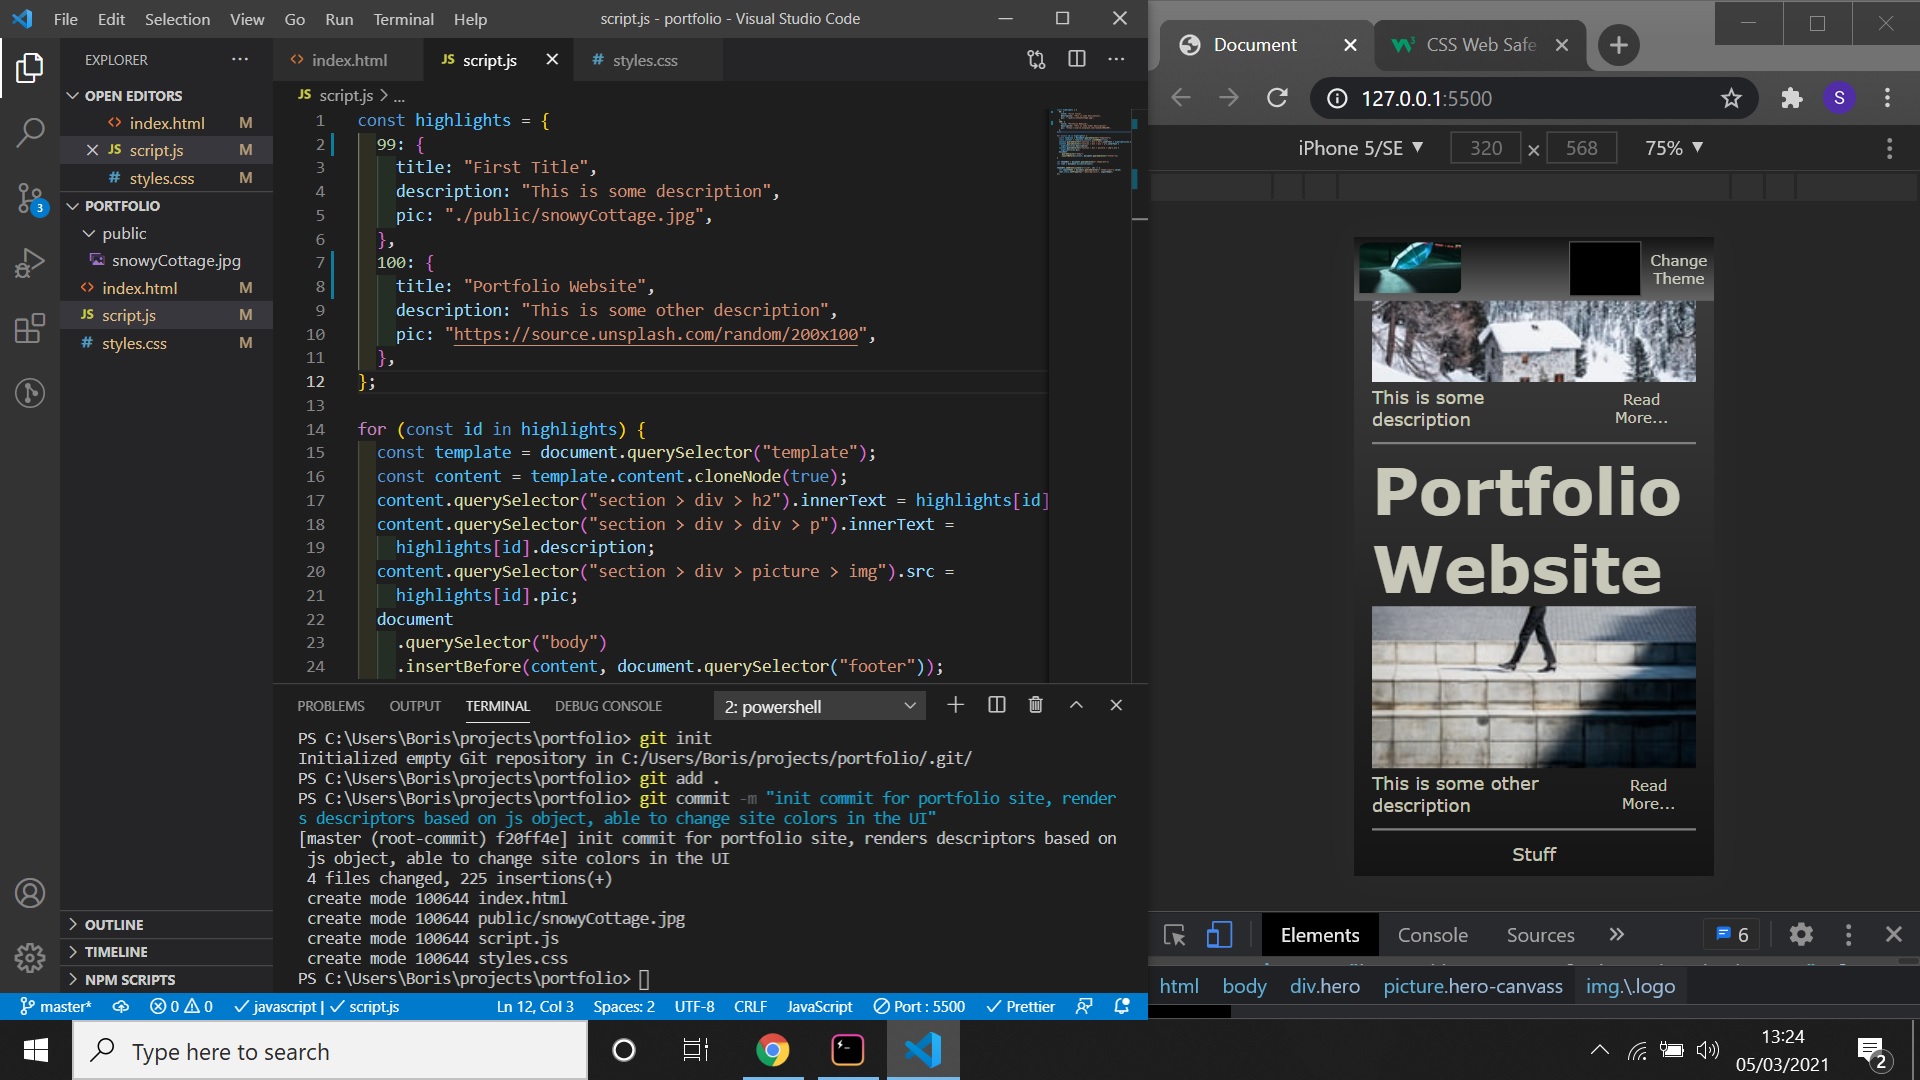 File Edit Selection View Go Run Terminal Help
script.js - portfolio - Visual Studio Code
EXPLORER
OPEN EDITORS
index.html M
JS script.js M
# styles.css M
PORTFOLIO
public
snowyCottage.jpg
index.html M
JS script.js M
# styles.css M
OUTLINE
TIMELINE
NPM SCRIPTS
index.html
JS script.js
# styles.css
JS script.js > ...
1 const highlights = {
2 99: {
3 title: "First Title",
4 description: "This is some description",
5 pic: "./public/snowyCottage.jpg",
6 },
7 100: {
8 title: "Portfolio Website",
9 description: "This is some other description",
10 pic: "https://source.unsplash.com/random/200x100",
11 },
12 };
13
14 for (const id in highlights) {
15 const template = document.querySelector("template");
16 const content = template.content.cloneNode(true);
17 content.querySelector("section > div > h2").innerText = highlights[id]
18 content.querySelector("section > div > div > p").innerText =
19 highlights[id].description;
20 content.querySelector("section > div > picture > img").src =
21 highlights[id].pic;
22 document
23 .querySelector("body")
24 .insertBefore(content, document.querySelector("footer"));
PROBLEMS OUTPUT TERMINAL DEBUG CONSOLE
2: powershell
PS C:\Users\Boris\projects\portfolio> git init
Initialized empty Git repository in C:/Users/Boris/projects/portfolio/.git/
PS C:\Users\Boris\projects\portfolio> git add .
PS C:\Users\Boris\projects\portfolio> git commit -m "init commit for portfolio site, render
s descriptors based on js object, able to change site colors in the UI"
[master (root-commit) f20ff4e] init commit for portfolio site, renders descriptors based on
js object, able to change site colors in the UI
4 files changed, 225 insertions(+)
create mode 100644 index.html
create mode 100644 public/snowyCottage.jpg
create mode 100644 script.js
create mode 100644 styles.css
PS C:\Users\Boris\projects\portfolio>
3
master* 0 0 javascript | script.js Ln 12, Col 3 Spaces: 2 UTF-8 CRLF JavaScript Port : 5500 Prettier
Document
CSS Web Safe
127.0.0.1:5500
S
iPhone 5/SE 320 × 568 75%
Change
Theme
This is some
description
Read
More...
Portfolio
Website
This is some other
description
Read
More...
Stuff
Elements Console Sources » 6
html body div.hero picture.hero-canvass img.\.logo
Type here to search
13:24
05/03/2021
2